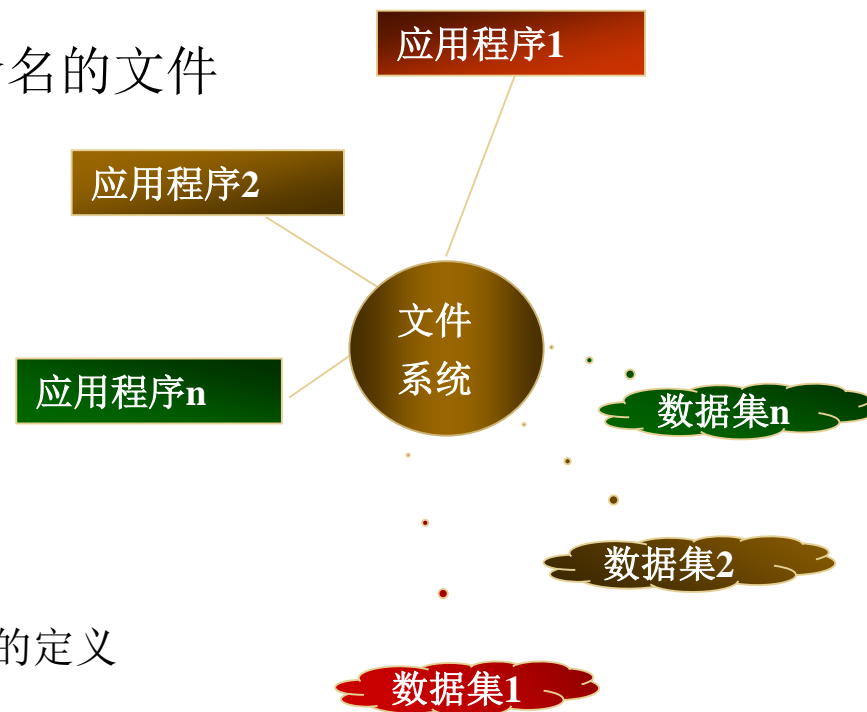 应用程序1
名的文件
应用程序2
文件
系统
应用程序n
数据集n
数据集2
的定义
数据集1